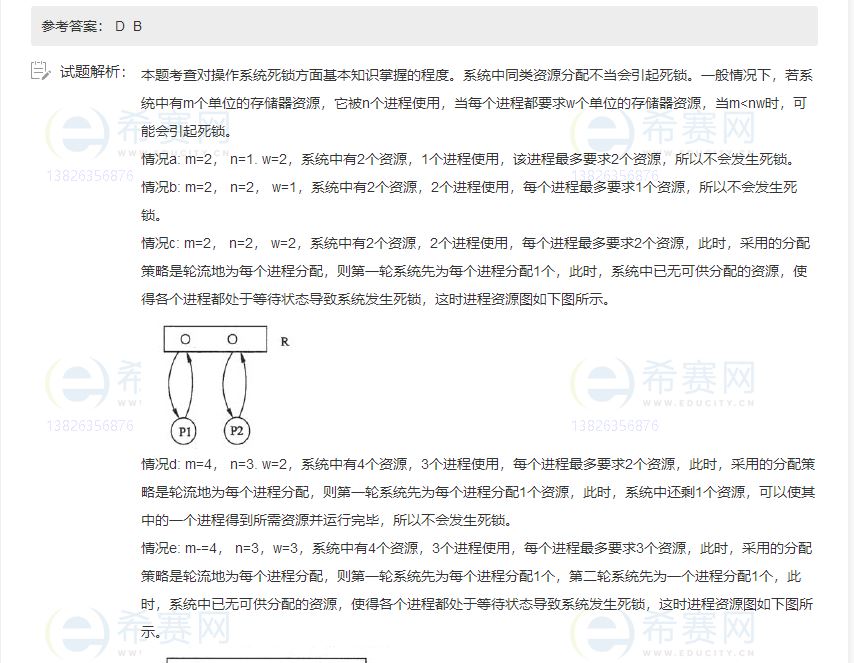 参考答案： D B
试题解析： 本题考查对操作系统死锁方面基本知识掌握的程度。系统中同类资源分配不当会引起死锁。一般情况下，若系
统中有m个单位的存储器资源，它被n个进程使用，当每个进程都要求w个单位的存储器资源，当m<nw时，可
能会引起死锁。
情况a: m=2， n=1. w=2，系统中有2个资源，1个进程使用，该进程最多要求2个资源，所以不会发生死锁。
情况b: m=2， n=2， w=1，系统中有2个资源，2个进程使用，每个进程最多要求1个资源，所以不会发生死
锁。
情况c: m=2， n=2， w=2，系统中有2个资源，2个进程使用，每个进程最多要求2个资源，此时，采用的分配
策略是轮流地为每个进程分配，则第一轮系统先为每个进程分配1个，此时，系统中已无可供分配的资源，使
得各个进程都处于等待状态导致系统发生死锁，这时进程资源图如下图所示。
R
P1 P2
情况d: m=4， n=3. w=2，系统中有4个资源，3个进程使用，每个进程最多要求2个资源，此时，采用的分配策
略是轮流地为每个进程分配，则第一轮系统先为每个进程分配1个资源，此时，系统中还剩1个资源，可以使其
中的一个进程得到所需资源并运行完毕，所以不会发生死锁。
情况e: m-=4， n=3，w=3，系统中有4个资源，3个进程使用，每个进程最多要求3个资源，此时，采用的分配
策略是轮流地为每个进程分配，则第一轮系统先为每个进程分配1个，第二轮系统先为一个进程分配1个，此
时，系统中已无可供分配的资源，使得各个进程都处于等待状态导致系统发生死锁，这时进程资源图如下图所
示。
希赛网
WWW.EDUCITY.CN
13826356876
希赛网
WWW.EDUCITY.CN
13826356876
希
13826356876
希赛网
WWW.EDUCITY.CN
13826356876
希赛网
希赛网